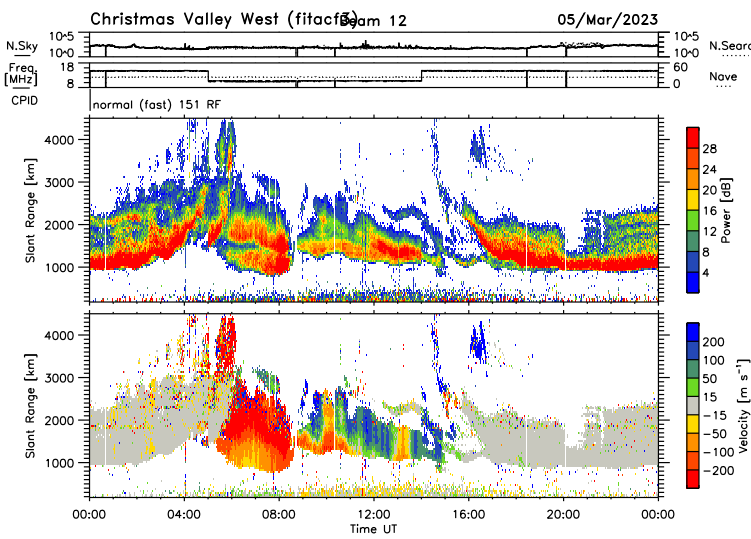 Christmas Valley West (fitacf3) Beam 12 05/Mar/2023
N.Sky 10^5 10^0 10^5 10^0 N.Searc
Freq [MHz] 18 8 60 0 Nave
CPID normal (fast) 151 RF
Slant Range [km] 4000 3000 2000 1000
Power [dB] 28 24 20 16 12 8 4
Slant Range [km] 4000 3000 2000 1000
Velocity [m s⁻¹] 200 100 50 15 −15 −50 −100 −200
00:00 04:00 08:00 12:00 16:00 20:00 00:00
Time UT